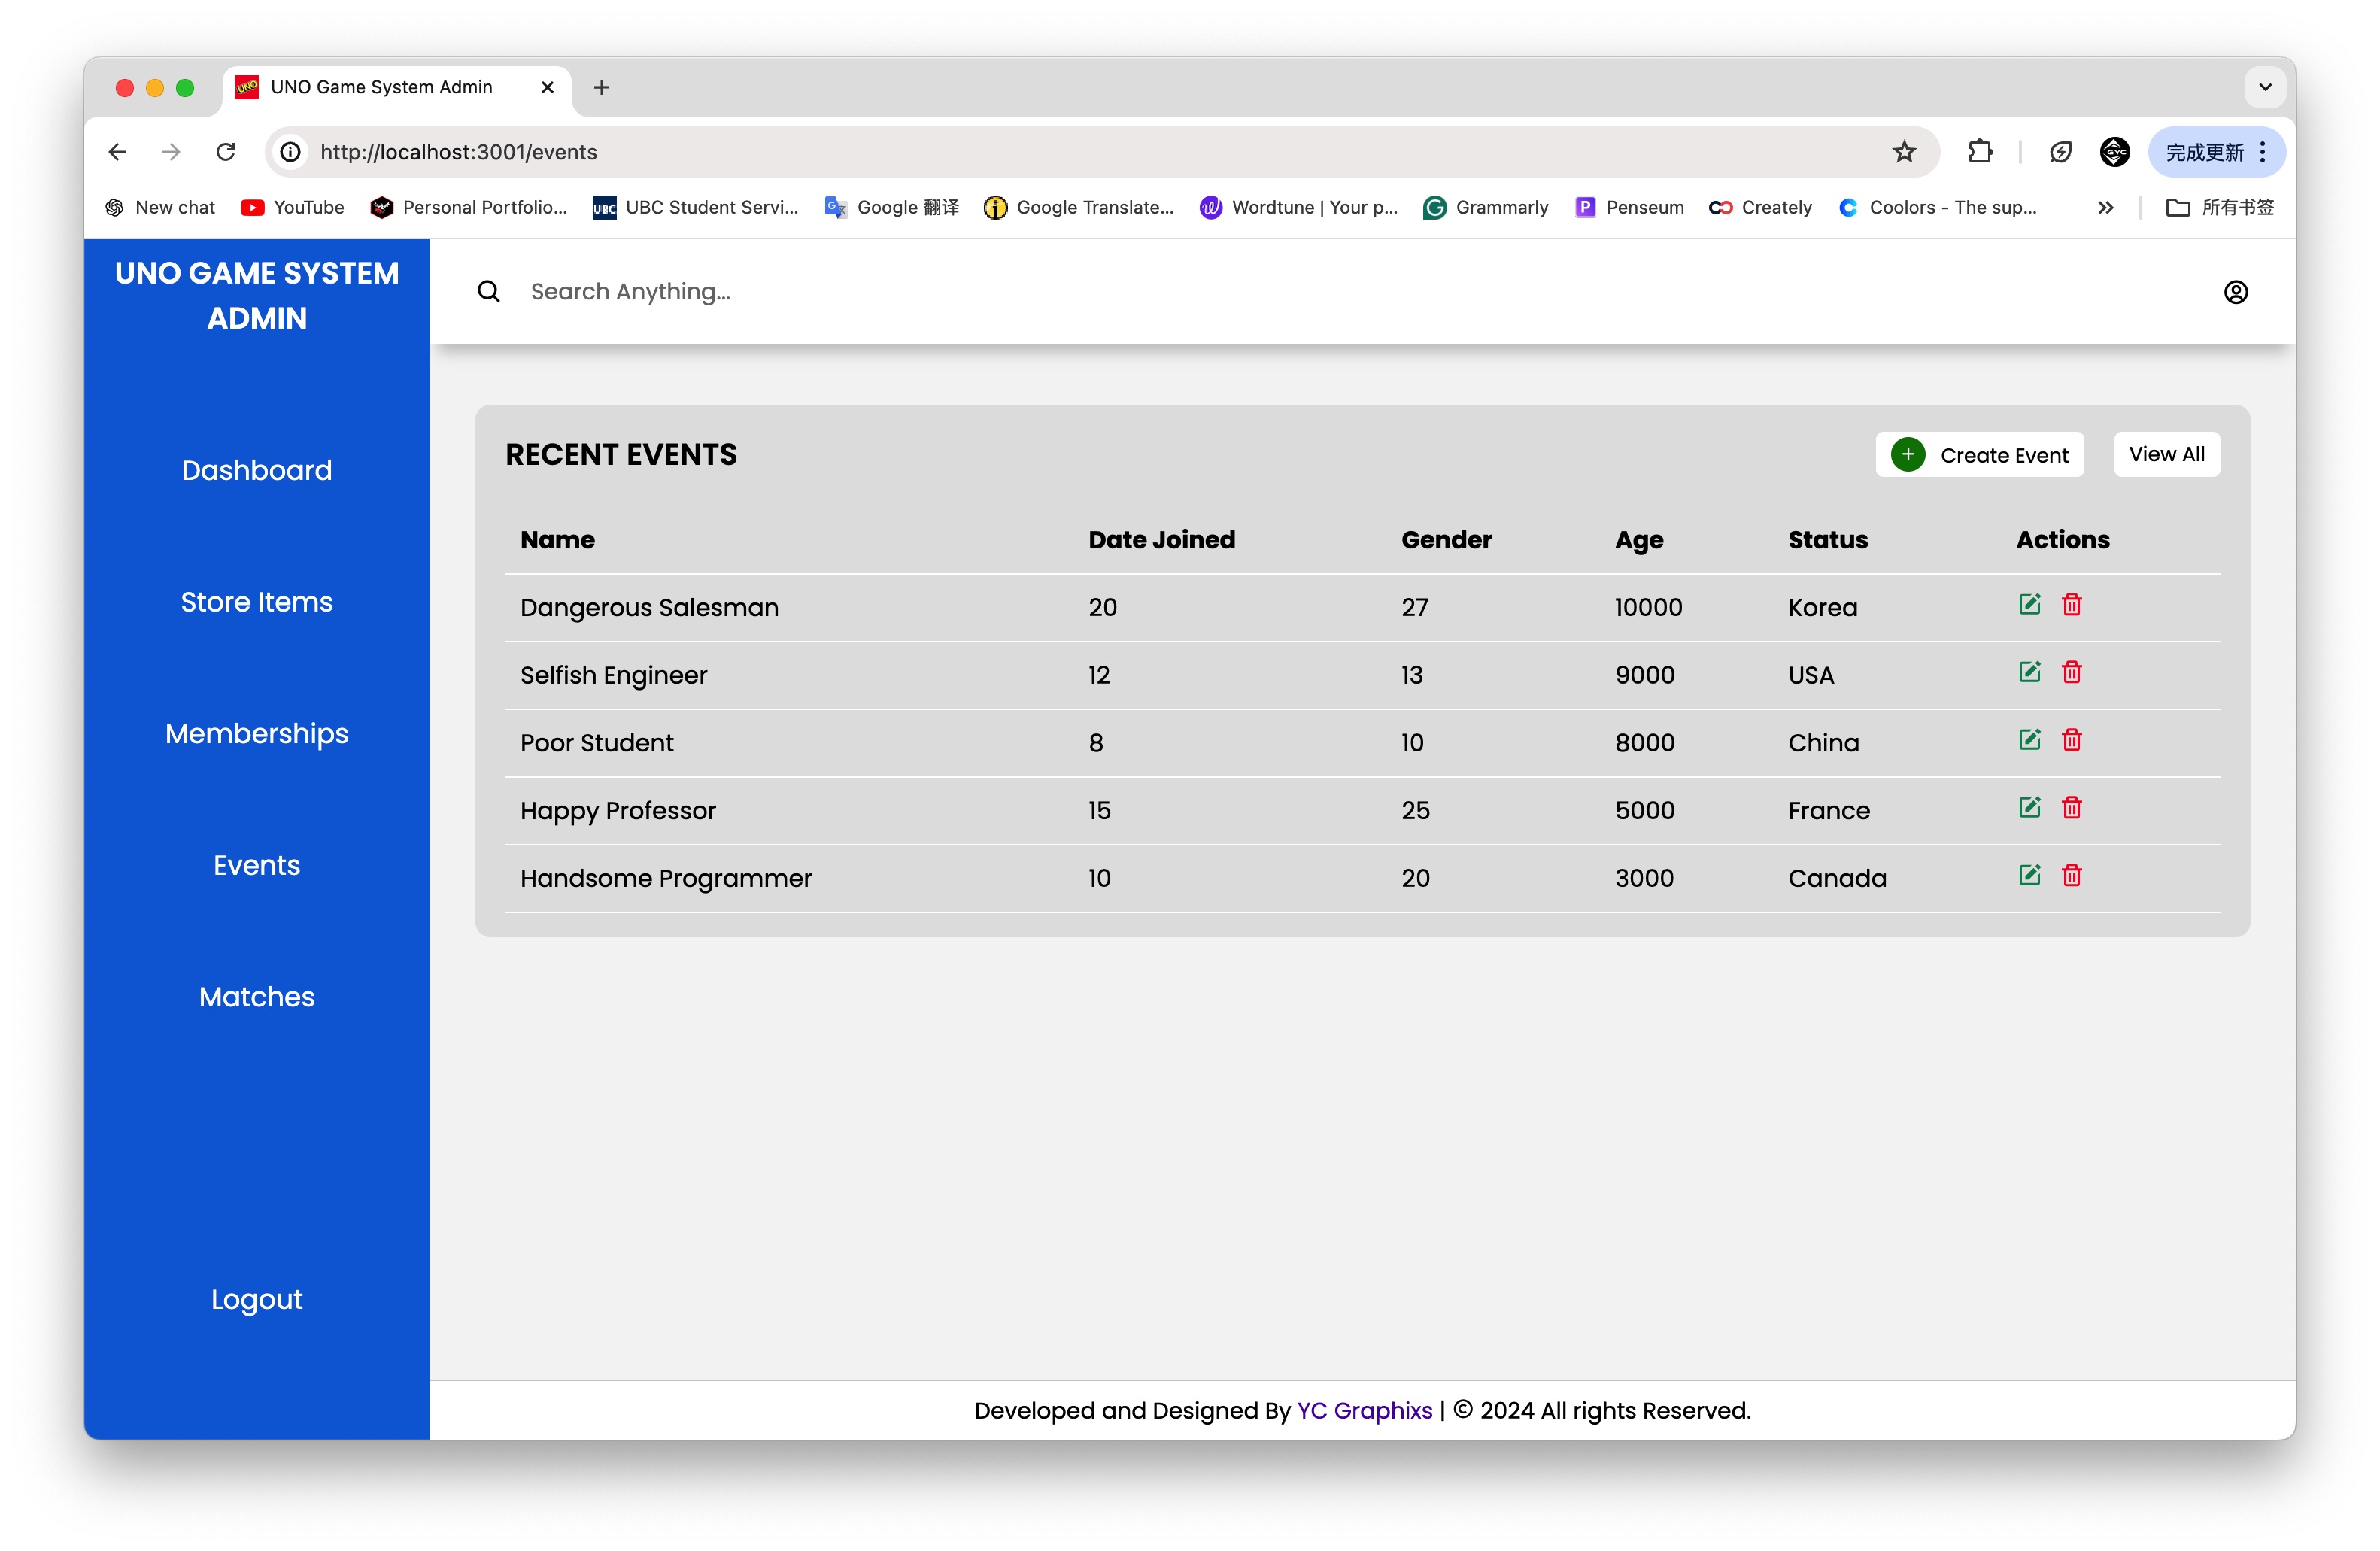 UNO Game System Admin
http://localhost:3001/events
完成更新
New chat YouTube Personal Portfolio... UBC UBC Student Servi... Google 翻译 Google Translate... Wordtune | Your p... Grammarly Penseum Creately Coolors - The sup... 所有书签
UNO GAME SYSTEM
ADMIN
Search Anything...
Dashboard
Store Items
Memberships
Events
Matches
Logout
RECENT EVENTS
Create Event
View All
Name Date Joined Gender Age Status Actions
Dangerous Salesman 20 27 10000 Korea
Selfish Engineer 12 13 9000 USA
Poor Student 8 10 8000 China
Happy Professor 15 25 5000 France
Handsome Programmer 10 20 3000 Canada
Developed and Designed By YC Graphixs | © 2024 All rights Reserved.